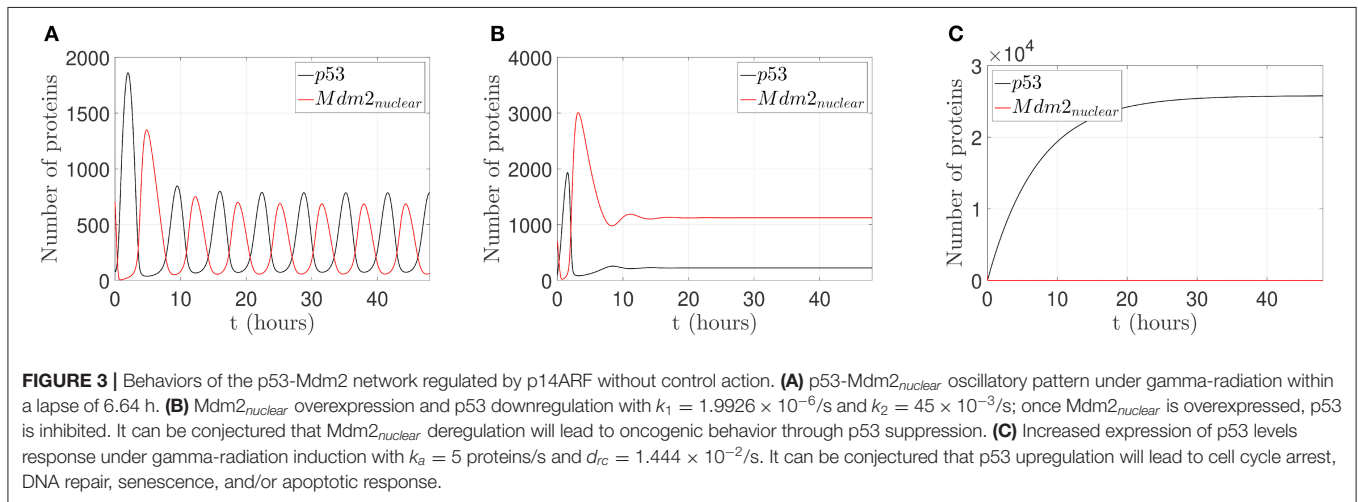 A
B
C
2000
1500
1000
500
0
Number of proteins
p53
Mdm2nuclear
0 10 20 30 40
t (hours)
4000
3000
2000
1000
0
Number of proteins
p53
Mdm2nuclear
0 10 20 30 40
t (hours)
×10⁴
3
2
1
0
Number of proteins
p53
Mdm2nuclear
0 10 20 30 40
t (hours)
FIGURE 3 | Behaviors of the p53-Mdm2 network regulated by p14ARF without control action. (A) p53-Mdm2nuclear oscillatory pattern under gamma-radiation within
a lapse of 6.64 h. (B) Mdm2nuclear overexpression and p53 downregulation with k1 = 1.9926 × 10⁻⁶/s and k2 = 45 × 10⁻³/s; once Mdm2nuclear is overexpressed, p53
is inhibited. It can be conjectured that Mdm2nuclear deregulation will lead to oncogenic behavior through p53 suppression. (C) Increased expression of p53 levels
response under gamma-radiation induction with ka = 5 proteins/s and drc = 1.444 × 10⁻²/s. It can be conjectured that p53 upregulation will lead to cell cycle arrest,
DNA repair, senescence, and/or apoptotic response.